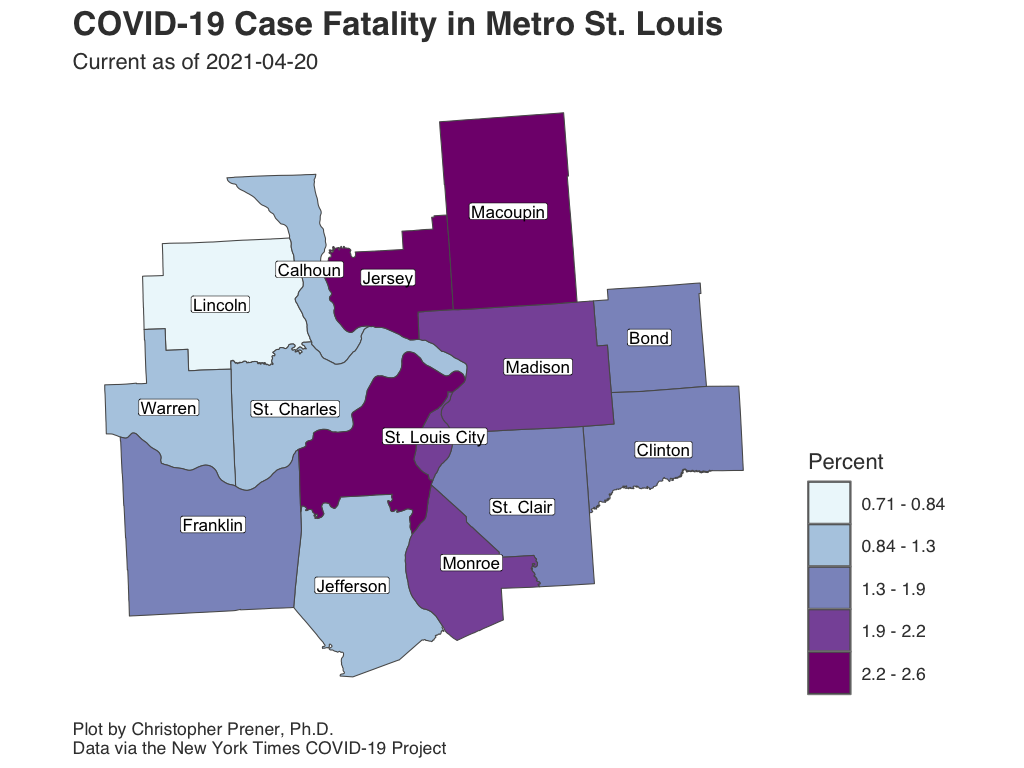 COVID-19 Case Fatality in Metro St. Louis
Current as of 2021-04-20
Macoupin
Calhoun
Jersey
Lincoln
Bond
Madison
Warren
St. Charles
St. Louis City
Clinton
St. Clair
Franklin
Monroe
Jefferson
Percent
0.71 - 0.84
0.84 - 1.3
1.3 - 1.9
1.9 - 2.2
2.2 - 2.6
Plot by Christopher Prener, Ph.D.
Data via the New York Times COVID-19 Project